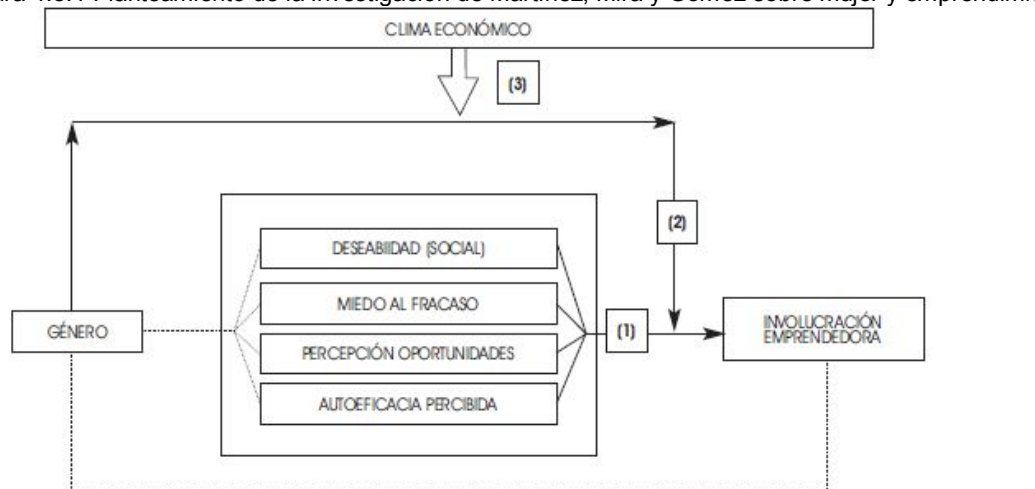 Planteamiento de la investigación de Martínez, Mira y Gómez sobre mujer y
CLIMA ECONÓMICO
(3)
(2)
DESEABIIDAD (SOCIAL)
MIEDO AL FRACASO
GÉNERO
(1)
INVOLUCRACIÓN
EMPRENDEDORA
PERCEPCIÓN OPORTUNIDADES
AUTOEFICACIA PERCIBIDA